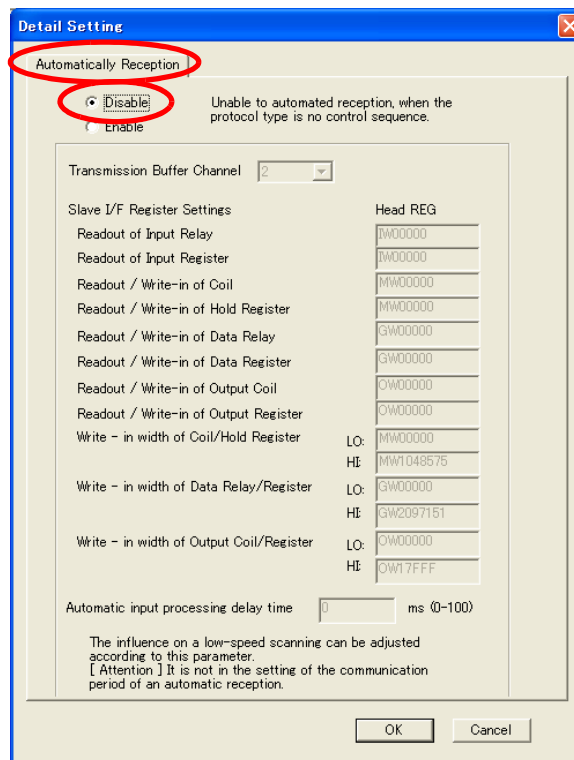 Detail Setting
Automatically Reception
Disable
Enable
Unable to automated reception, when the
protocol type is no control sequence.
Transmission Buffer Channel 2
Slave I/F Register Settings Head REG
Readout of Input Relay IW00000
Readout of Input Register IW00000
Readout / Write-in of Coil MW00000
Readout / Write-in of Hold Register MW00000
Readout / Write-in of Data Relay GW00000
Readout / Write-in of Data Register GW00000
Readout / Write-in of Output Coil OW00000
Readout / Write-in of Output Register OW00000
Write - in width of Coil/Hold Register LO: MW00000
HI: MW1048575
Write - in width of Data Relay/Register LO: GW00000
HI: GW2097151
Write - in width of Output Coil/Register LO: OW00000
HI: OW17FFF
Automatic input processing delay time 0 ms (0-100)
The influence on a low-speed scanning can be adjusted
according to this parameter.
[ Attention ] It is not in the setting of the communication
period of an automatic reception.
OK Cancel